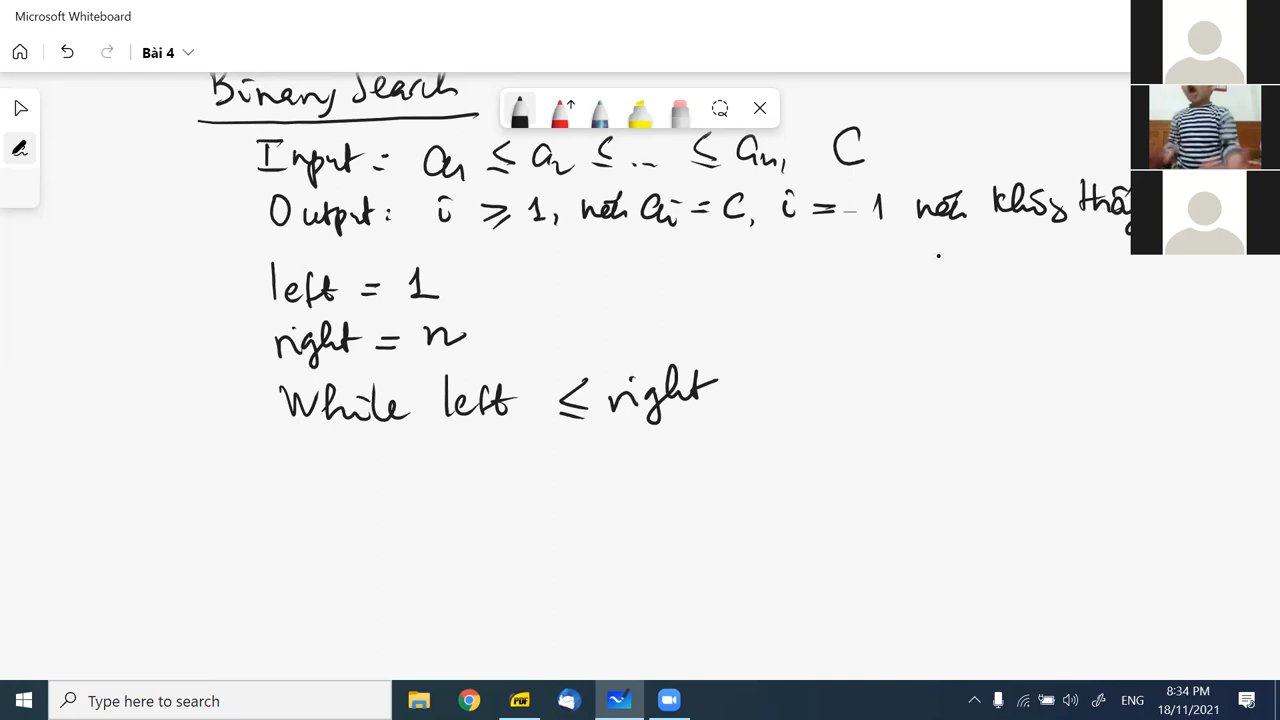 Microsoft Whiteboard
Bài 4
Binary Search
Input: a1 ≤ a2 ≤ ... ≤ an, C
Output: i ≥ 1, nếu ai = C, i = -1 nếu không thấy
left = 1
right = n
While left ≤ right
Type here to search
PDF
ENG
8:34 PM
18/11/2021